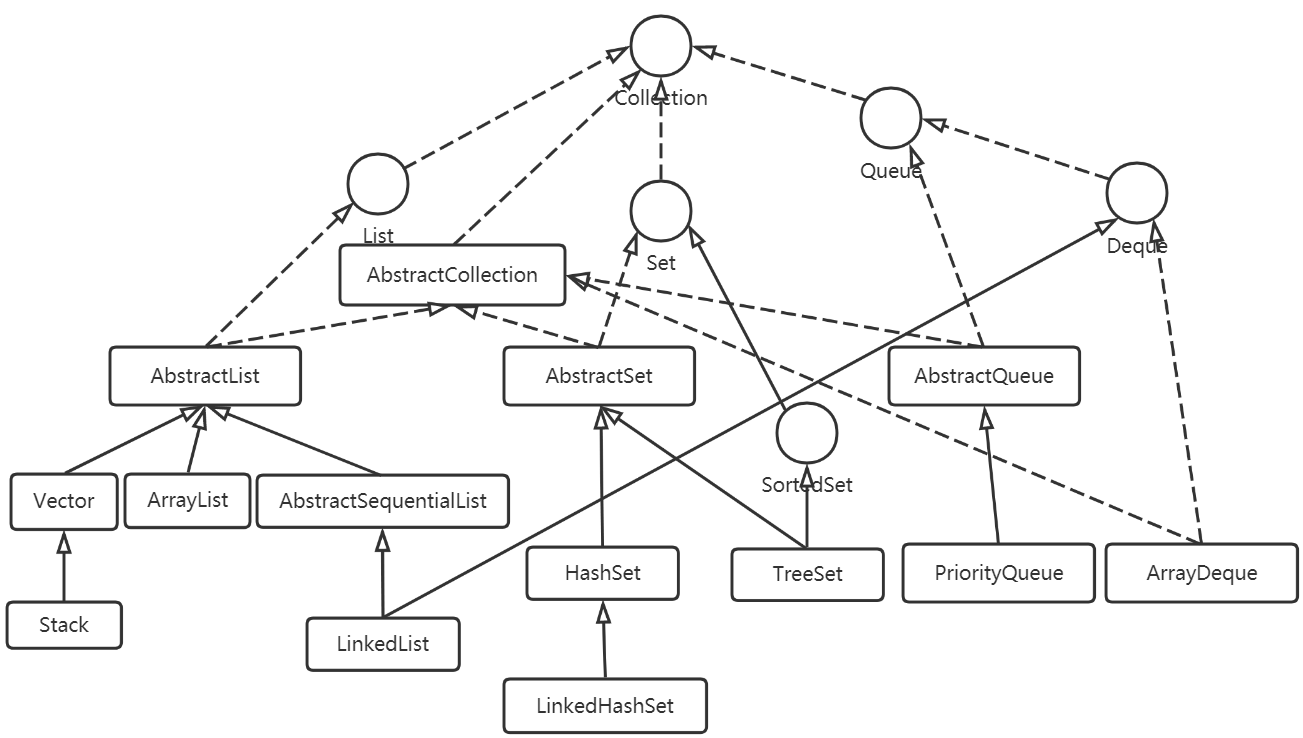 Collection
Queue
List
Deque
Set
AbstractCollection
AbstractList
AbstractSet
AbstractQueue
SortedSet
Vector
ArrayList
AbstractSequentialList
HashSet
TreeSet
PriorityQueue
ArrayDeque
Stack
LinkedList
LinkedHashSet